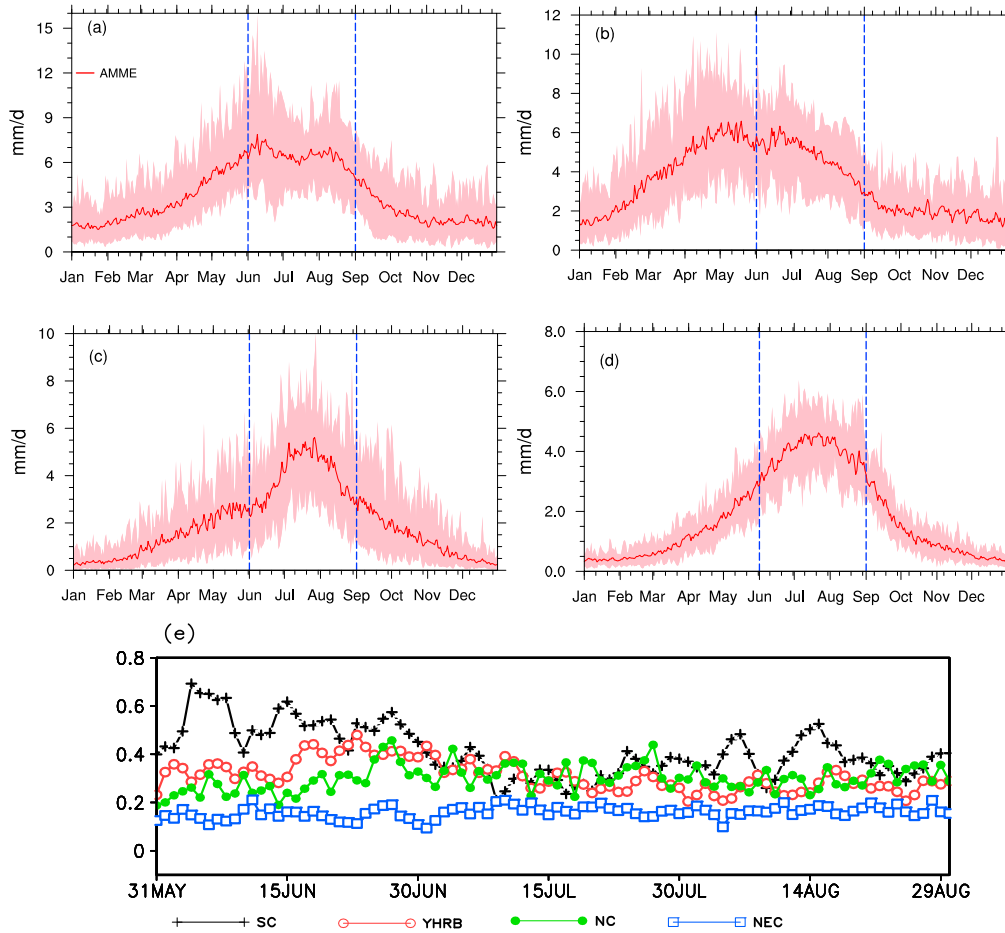 (a)
AMME
mm/d
16
12
9
6
3
0
Jan Feb Mar Apr May Jun Jul Aug Sep Oct Nov Dec
(b)
mm/d
12
10
8
6
4
2
0
Jan Feb Mar Apr May Jun Jul Aug Sep Oct Nov Dec
(c)
mm/d
10
8
6
4
2
0
Jan Feb Mar Apr May Jun Jul Aug Sep Oct Nov Dec
(d)
mm/d
8.0
6.0
4.0
2.0
0.0
Jan Feb Mar Apr May Jun Jul Aug Sep Oct Nov Dec
(e)
0.8
0.6
0.4
0.2
0
31MAY 15JUN 30JUN 15JUL 30JUL 14AUG 29AUG
SC YHRB NC NEC